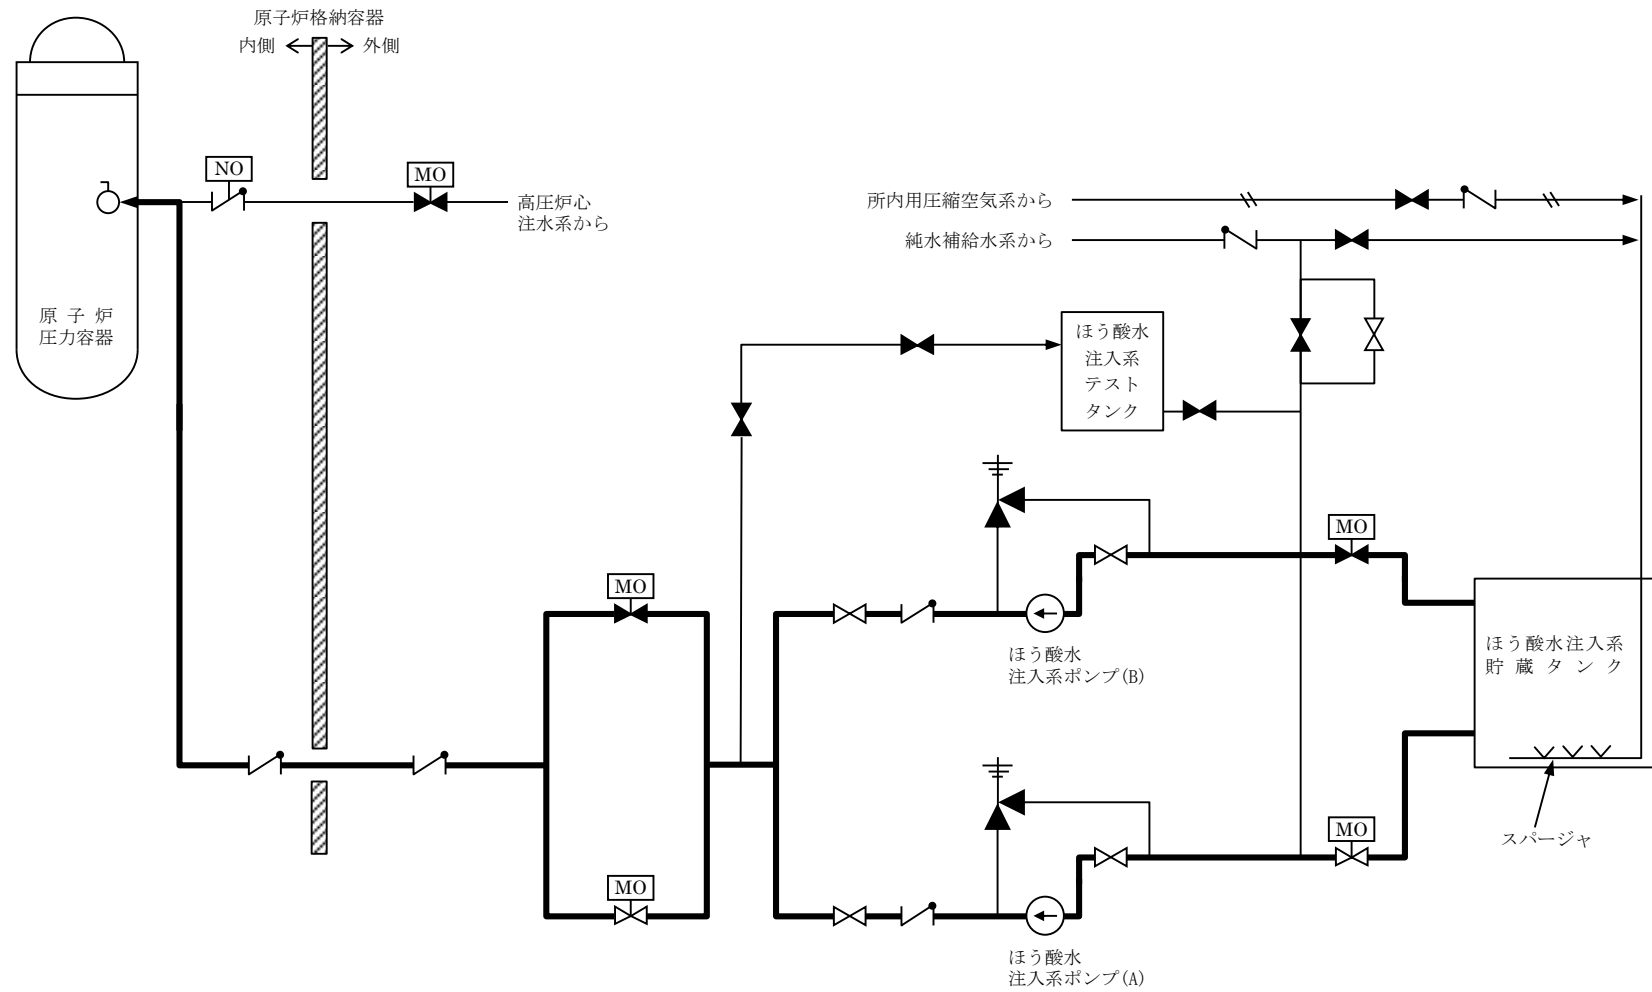 原子炉格納容器
内側
外側
NO
MO
高圧炉心
注水系から
所内用圧縮空気系から
純水補給水系から
原子炉
圧力容器
ほう酸水
注入系
テスト
タンク
MO
MO
ほう酸水
注入系ポンプ(B)
ほう酸水注入系
貯蔵タンク
MO
スパージャ
MO
ほう酸水
注入系ポンプ(A)